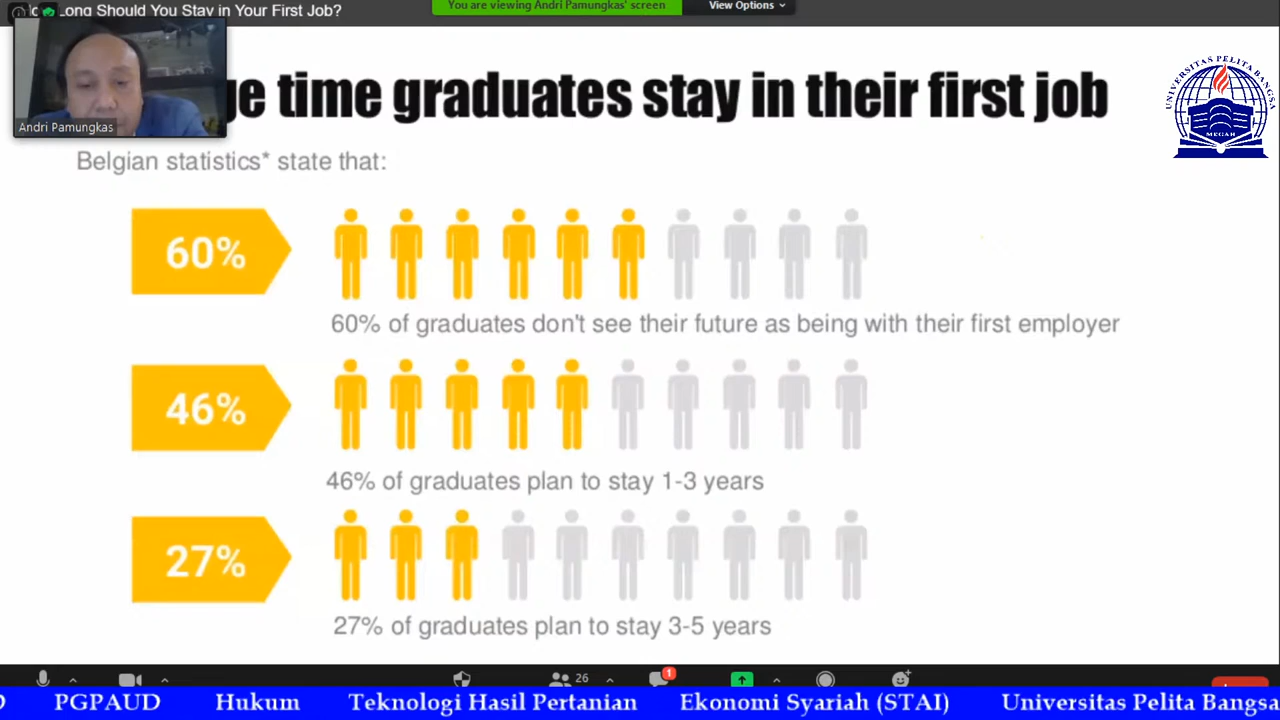 Long Should You Stay in Your First Job?
You are viewing Andri Pamungkas' screen
View Options
ge time graduates stay in their first job
Andri Pamungkas
UNIVERSITAS PELITA BANGSA
MEGAH
Belgian statistics* state that:
60%
60% of graduates don't see their future as being with their first employer
46%
46% of graduates plan to stay 1-3 years
27%
27% of graduates plan to stay 3-5 years
26
1
PGPAUD Hukum Teknologi Hasil Pertanian Ekonomi Syariah (STAI) Universitas Pelita Bangsa